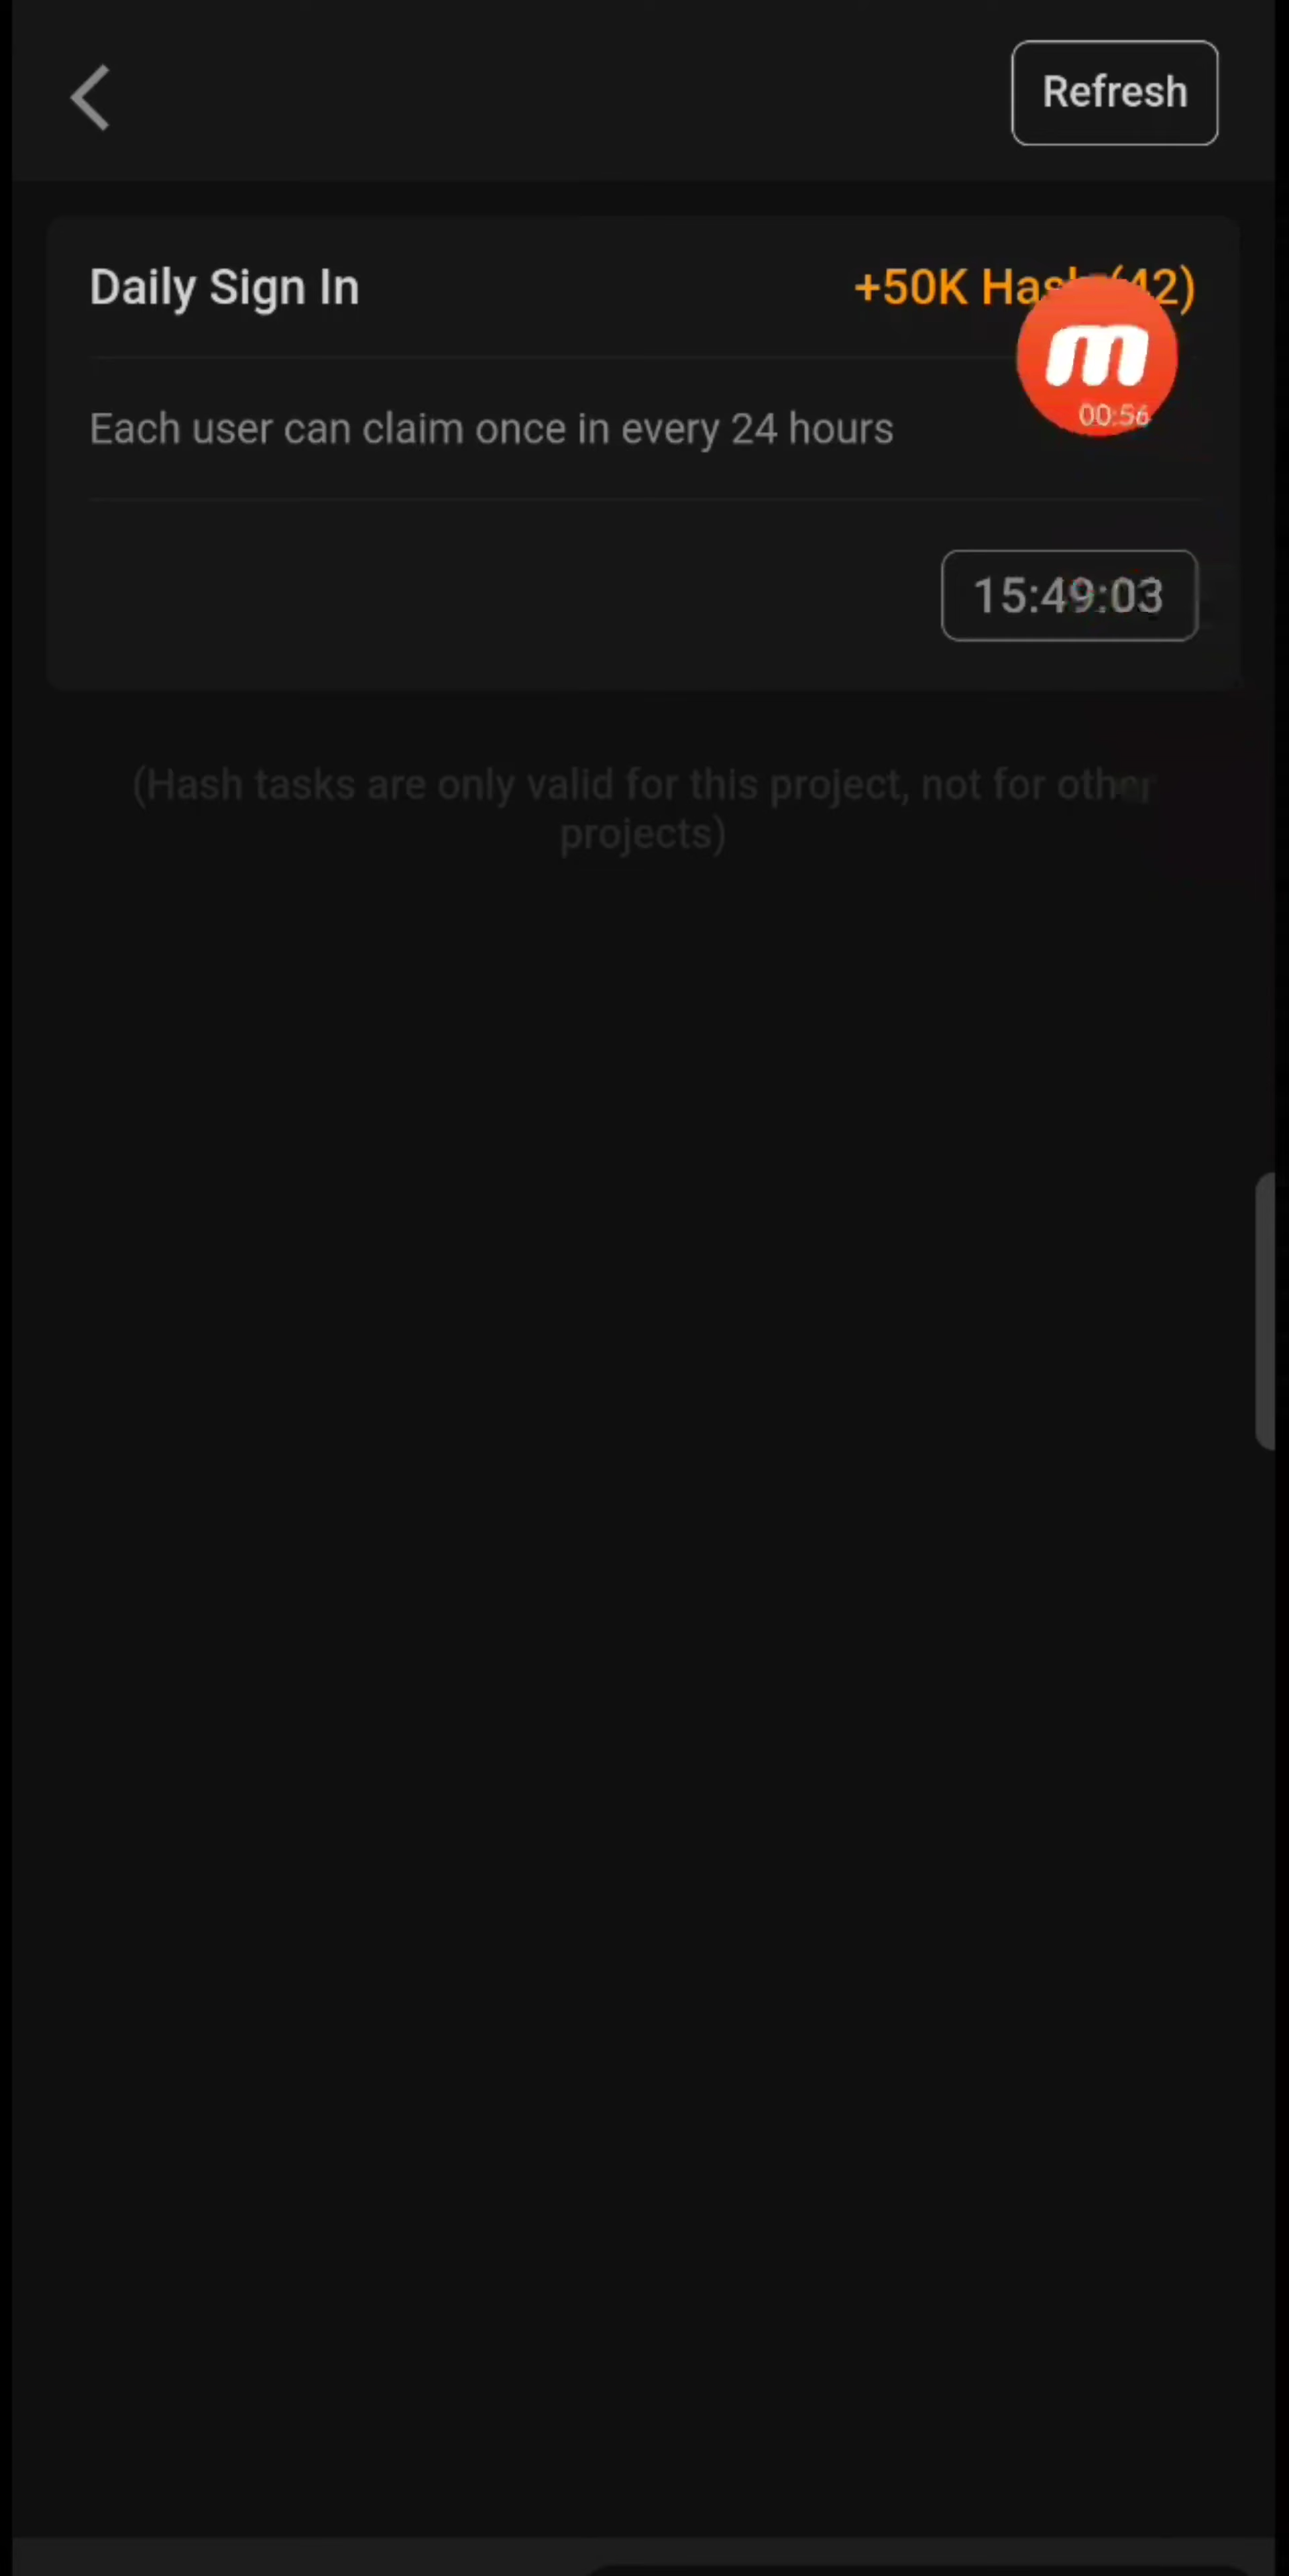 Refresh
Daily Sign In
+50K Has (42)
Each user can claim once in every 24 hours
m
00:56
15:49:03
(Hash tasks are only valid for this project, not for other
projects)